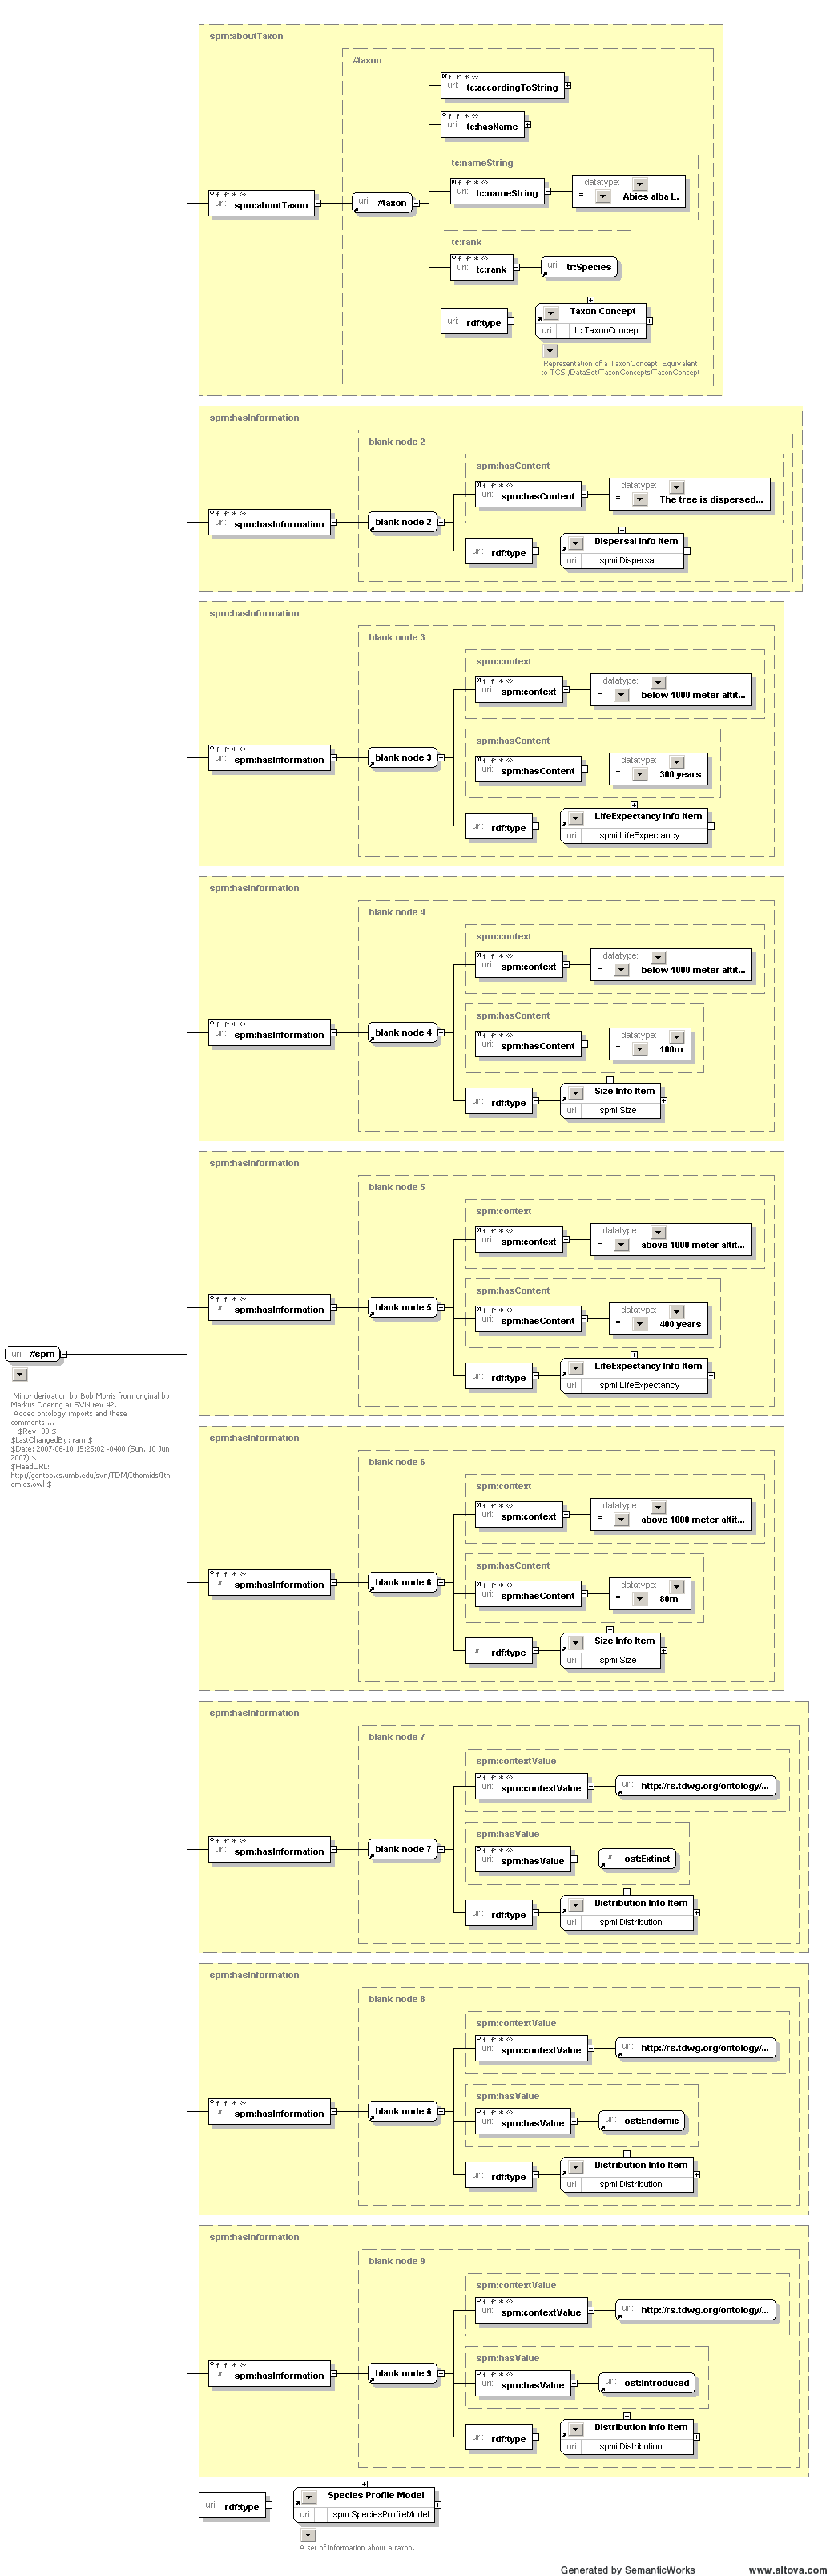 spm:aboutTaxon
#taxon
uri: tc:accordingToString
uri: tc:hasName
tc:nameString
uri: tc:nameString
datatype:
= Abies alba L.
uri: spm:aboutTaxon
uri: #taxon
tc:rank
uri: tc:rank
uri: tr:Species
uri: rdf:type
Taxon Concept
uri tc:TaxonConcept
Representation of a TaxonConcept. Equivalent
to TCS /DataSet/TaxonConcepts/TaxonConcept
spm:hasInformation
blank node 2
spm:hasContent
uri: spm:hasContent
datatype:
= The tree is dispersed...
uri: spm:hasInformation
blank node 2
uri: rdf:type
Dispersal Info Item
uri spmi:Dispersal
spm:hasInformation
blank node 3
spm:context
uri: spm:context
datatype:
= below 1000 meter altit...
spm:hasContent
uri: spm:hasInformation
blank node 3
uri: spm:hasContent
datatype:
= 300 years
uri: rdf:type
LifeExpectancy Info Item
uri spmi:LifeExpectancy
spm:hasInformation
blank node 4
spm:context
uri: spm:context
datatype:
= below 1000 meter altit...
spm:hasContent
uri: spm:hasInformation
blank node 4
uri: spm:hasContent
datatype:
= 100m
uri: rdf:type
Size Info Item
uri spmi:Size
spm:hasInformation
blank node 5
spm:context
uri: spm:context
datatype:
= above 1000 meter altit...
spm:hasContent
uri: spm:hasInformation
blank node 5
uri: spm:hasContent
datatype:
= 400 years
uri: #spm
uri: rdf:type
LifeExpectancy Info Item
uri spmi:LifeExpectancy
Minor derivation by Bob Morris from original by
Markus Doering at SVN rev 42.
Added ontology imports and these
comments....
$Rev: 39 $
$LastChangedBy: ram $
$Date: 2007-06-10 15:25:02 -0400 (Sun, 10 Jun
2007) $
$HeadURL:
http://gentoo.cs.umb.edu/svn/TDM/Ithomids/Ith
omids.owl $
spm:hasInformation
blank node 6
spm:context
uri: spm:context
datatype:
= above 1000 meter altit...
spm:hasContent
uri: spm:hasInformation
blank node 6
uri: spm:hasContent
datatype:
= 80m
uri: rdf:type
Size Info Item
uri spmi:Size
spm:hasInformation
blank node 7
spm:contextValue
uri: spm:contextValue
uri: http://rs.tdwg.org/ontology/...
spm:hasValue
uri: spm:hasInformation
blank node 7
uri: spm:hasValue
uri: ost:Extinct
uri: rdf:type
Distribution Info Item
uri spmi:Distribution
spm:hasInformation
blank node 8
spm:contextValue
uri: spm:contextValue
uri: http://rs.tdwg.org/ontology/...
spm:hasValue
uri: spm:hasInformation
blank node 8
uri: spm:hasValue
uri: ost:Endemic
uri: rdf:type
Distribution Info Item
uri spmi:Distribution
spm:hasInformation
blank node 9
spm:contextValue
uri: spm:contextValue
uri: http://rs.tdwg.org/ontology/...
spm:hasValue
uri: spm:hasInformation
blank node 9
uri: spm:hasValue
uri: ost:Introduced
uri: rdf:type
Distribution Info Item
uri spmi:Distribution
uri: rdf:type
Species Profile Model
uri spm:SpeciesProfileModel
A set of information about a taxon.
Generated by SemanticWorks www.altova.com